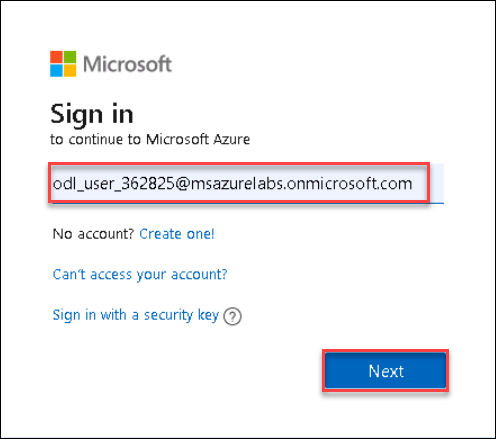 Microsoft
Sign in
to continue to Microsoft Azure
odl_user_362825@msazurelabs.onmicrosoft.com
No account? Create one!
Can't access your account?
Sign in with a security key ?
Next